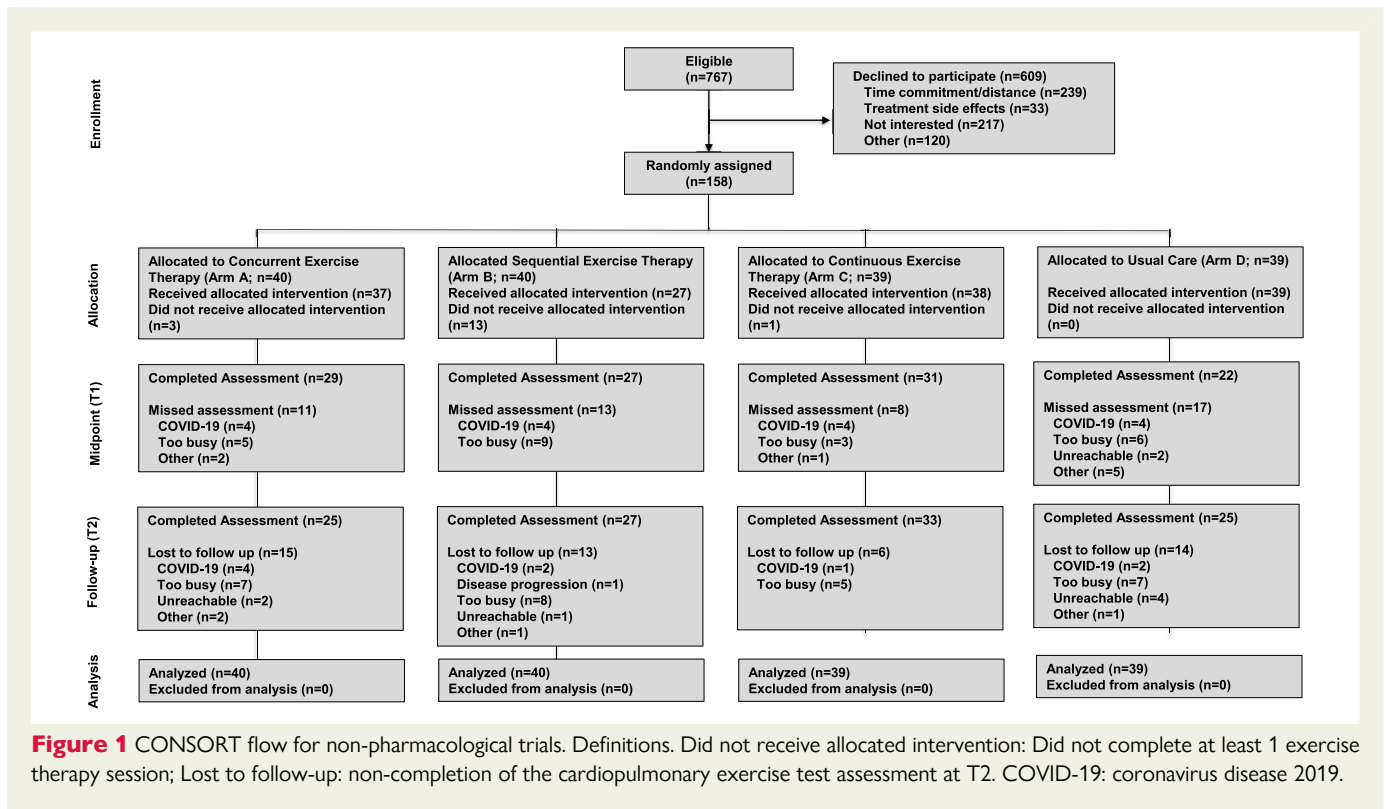 Enrollment
Eligible
(n=767)
Declined to participate (n=609)
Time commitment/distance (n=239)
Treatment side effects (n=33)
Not interested (n=217)
Other (n=120)
Randomly assigned
(n=158)
Allocation
Allocated to Concurrent Exercise
Therapy (Arm A; n=40)
Received allocated intervention (n=37)
Did not receive allocated intervention
(n=3)
Allocated Sequential Exercise Therapy
(Arm B; n=40)
Received allocated intervention (n=27)
Did not receive allocated intervention
(n=13)
Allocated to Continuous Exercise
Therapy (Arm C; n=39)
Received allocated intervention (n=38)
Did not receive allocated intervention
(n=1)
Allocated to Usual Care (Arm D; n=39)
Received allocated intervention (n=39)
Did not receive allocated intervention
(n=0)
Midpoint (T1)
Completed Assessment (n=29)
Missed assessment (n=11)
COVID-19 (n=4)
Too busy (n=5)
Other (n=2)
Completed Assessment (n=27)
Missed assessment (n=13)
COVID-19 (n=4)
Too busy (n=9)
Completed Assessment (n=31)
Missed assessment (n=8)
COVID-19 (n=4)
Too busy (n=3)
Other (n=1)
Completed Assessment (n=22)
Missed assessment (n=17)
COVID-19 (n=4)
Too busy (n=6)
Unreachable (n=2)
Other (n=5)
Follow-up (T2)
Completed Assessment (n=25)
Lost to follow up (n=15)
COVID-19 (n=4)
Too busy (n=7)
Unreachable (n=2)
Other (n=2)
Completed Assessment (n=27)
Lost to follow up (n=13)
COVID-19 (n=2)
Disease progression (n=1)
Too busy (n=8)
Unreachable (n=1)
Other (n=1)
Completed Assessment (n=33)
Lost to follow up (n=6)
COVID-19 (n=1)
Too busy (n=5)
Completed Assessment (n=25)
Lost to follow up (n=14)
COVID-19 (n=2)
Too busy (n=7)
Unreachable (n=4)
Other (n=1)
Analysis
Analyzed (n=40)
Excluded from analysis (n=0)
Analyzed (n=40)
Excluded from analysis (n=0)
Analyzed (n=39)
Excluded from analysis (n=0)
Analyzed (n=39)
Excluded from analysis (n=0)
Figure 1 CONSORT flow for non-pharmacological trials. Definitions. Did not receive allocated intervention: Did not complete at least 1 exercise
therapy session; Lost to follow-up: non-completion of the cardiopulmonary exercise test assessment at T2. COVID-19: coronavirus disease 2019.